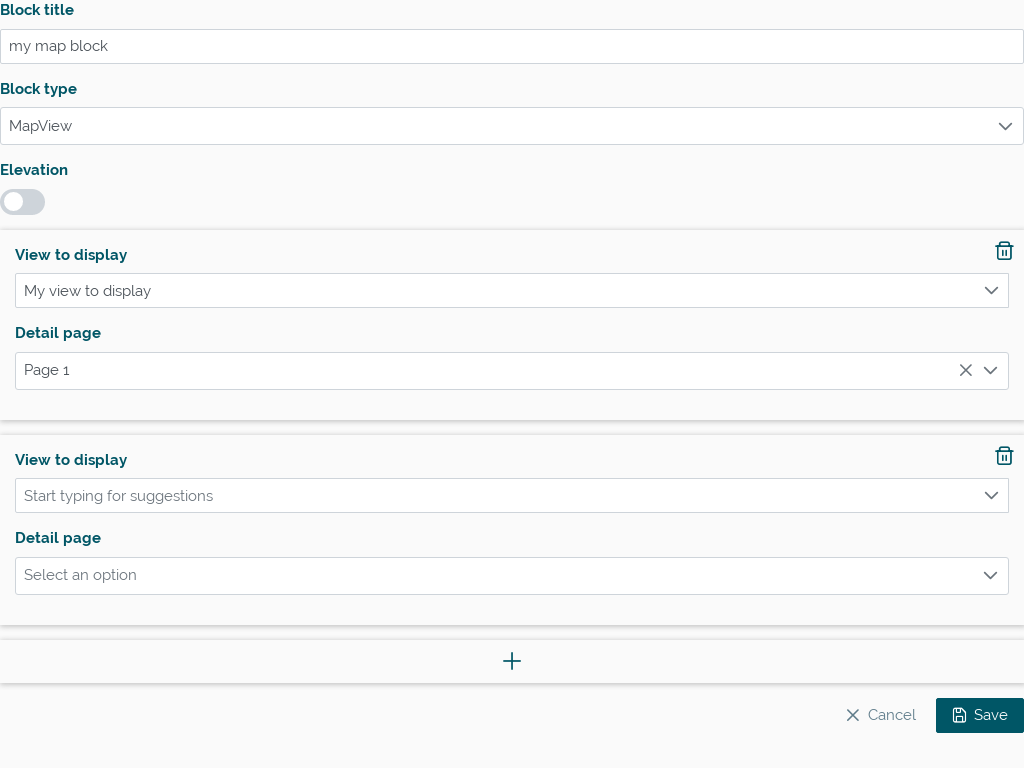 Block title
my map block
Block type
MapView
Elevation
View to display
My view to display
Detail page
Page 1
View to display
Start typing for suggestions
Detail page
Select an option
Cancel
Save